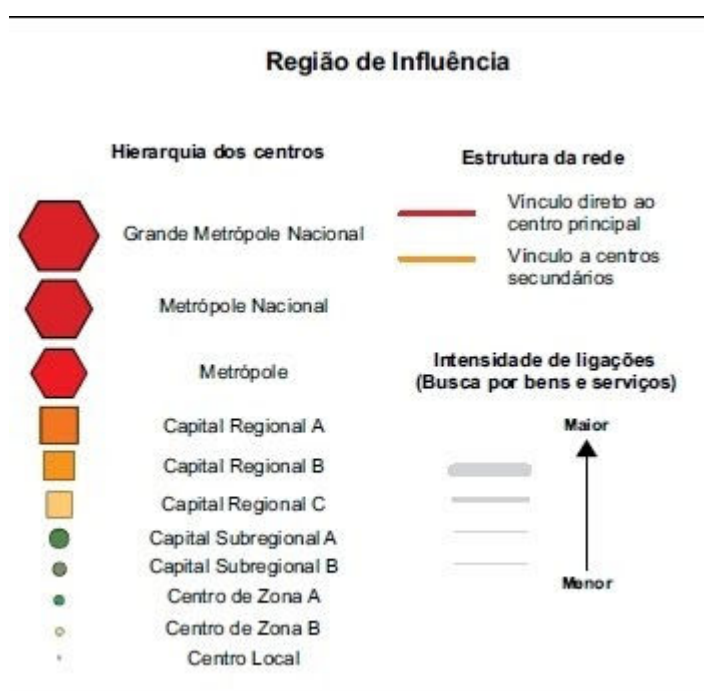 Região de Influência
Hierarquia dos centros
Grande Metrópole Nacional
Metrópole Nacional
Metrópole
Capital Regional A
Capital Regional B
Capital Regional C
Capital Subregional A
Capital Subregional B
Centro de Zona A
Centro de Zona B
Centro Local
Estrutura da rede
Vínculo direto ao
centro principal
Vínculo a centros
secundários
Intensidade de ligações
(Busca por bens e serviços)
Maior
Menor